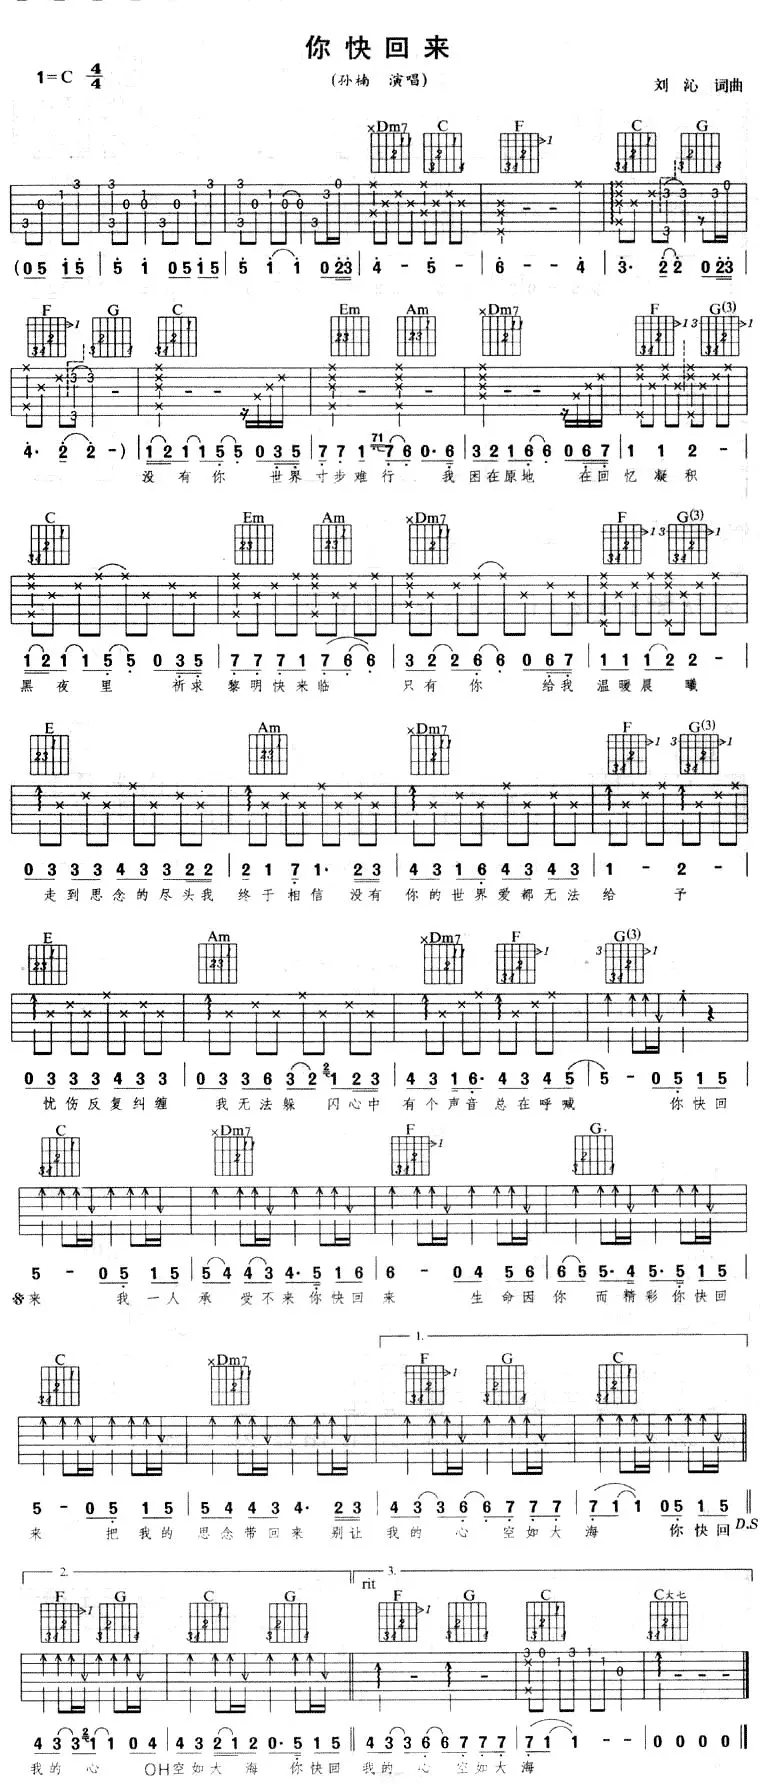 你快回来
1=C 4/4
(孙楠 演唱)
刘沁 词曲
×Dm7 C F C G
(0 5 1 5 | 5 1 0 5 1 5 | 5 1 1 0 2 3 | 4 - 5 - | 6 - - 4 | 3· 2 2 0 2 3 |
F G C Em Am ×Dm7 F G(3)
4· 2 2 - ) | 1 2 1 1 5 5 0 3 5 | 7 7 1 71 7 6 0· 6 | 3 2 1 6 6 0 6 7 | 1 1 2 - |
没有你 世界寸步难行 我困在原地 在回忆凝积
C Em Am ×Dm7 F G(3)
1 2 1 1 5 5 0 3 5 | 7 7 7 1 7 6 6 | 3 2 2 6 6 0 6 7 | 1 1 1 2 2 - |
黑夜里 祈求黎明快来临 只有你 给我温暖晨曦
E Am ×Dm7 F G(3)
0 3 3 3 4 3 3 2 2 | 2 1 7 1· 2 3 | 4 3 1 6 4 3 4 3 | 1 - 2 - |
走到思念的尽头我终于相信 没有你的世界爱都无法给予
E Am ×Dm7 F G(3)
0 3 3 3 4 3 3 | 0 3 3 6 3 2 1 2 3 | 4 3 1 6· 4 3 4 5 | 5 - 0 5 1 5 |
忧伤反复纠缠 我无法躲闪心中有个声音总在呼喊 你快回
C ×Dm7 F G·
5 - 0 5 1 5 | 5 4 4 3 4· 5 1 6 | 6 - 0 4 5 6 | 6 5 5· 4 5· 5 1 5 |
来 我一人承受不来你快回来 生命因你而精彩你快回
1.
C ×Dm7 F G C
5 - 0 5 1 5 | 5 4 4 3 4· 2 3 | 4 3 3 6 6 7 7 7 | 7 1 1 0 5 1 5 ||
来 把我的思念带回来别让我的心空如大海 你快回 D.S
2. rit 3.
F G C G F G C C大七
4 3 3 1 1 0 4 | 4 3 2 1 2 0· 5 1 5 || 4 3 3 6 6 7 7 7 | 7 1 1 - | 0 0 0 0 ||
我的心 OH空如大海 你快回我的心空如大海